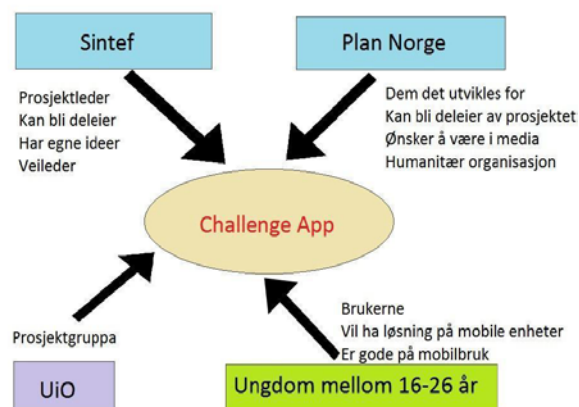 Sintef
Plan Norge
Prosjektleder
Kan bli deleier
Har egne ideer
Veileder
Dem det utvikles for
Kan bli deleier av prosjektet
Ønsker å være i media
Humanitær organisasjon
Challenge App
Prosjektgruppa
UiO
Brukerne
Vil ha løsning på mobile enheter
Er gode på mobilbruk
Ungdom mellom 16-26 år